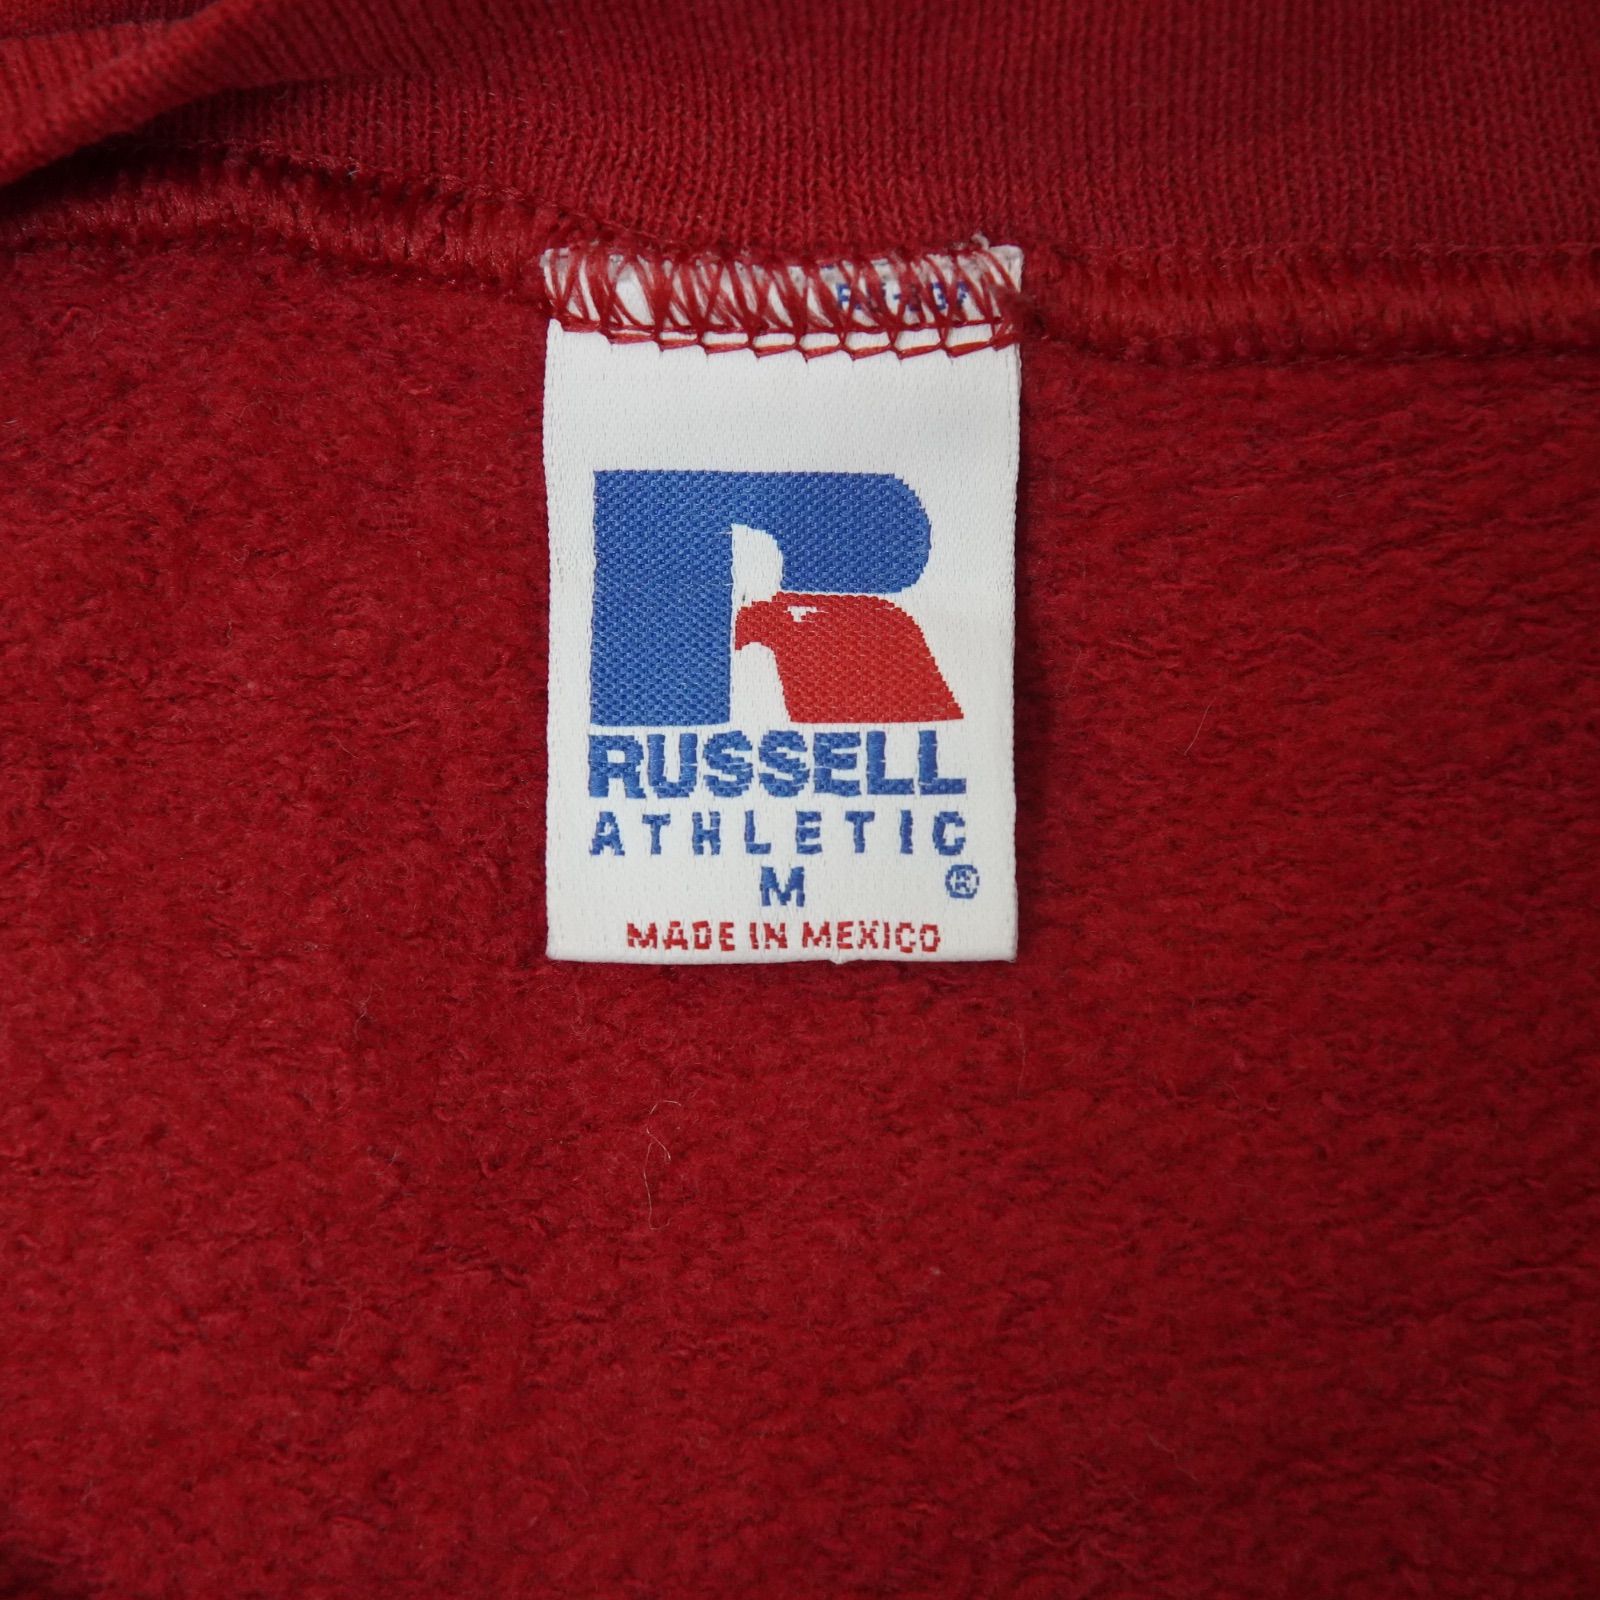 RUSSELL
ATHLETIC
M ®
MADE IN MEXICO